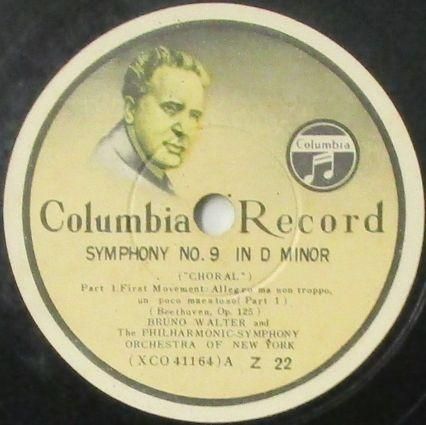 Columbia
Columbia Record
SYMPHONY NO. 9 IN D MINOR
("CHORAL")
Part 1. First Movement: Allegro ma non troppo,
un poco maestoso( Part 1 )
( Beethoven, Op. 125 )
BRUNO WALTER and
The PHILHARMONIC-SYMPHONY
ORCHESTRA OF NEW YORK
( XCO 41164 ) A Z 22